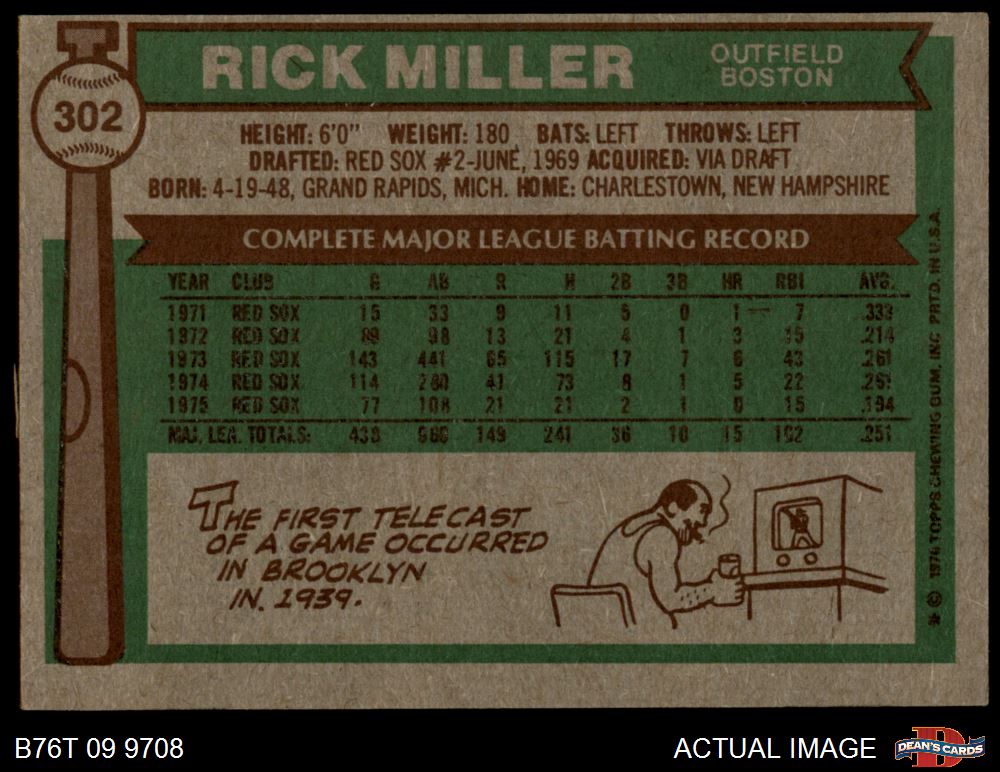 302
RICK MILLER
OUTFIELD
BOSTON
HEIGHT: 6'0" WEIGHT: 180 BATS: LEFT THROWS: LEFT
DRAFTED: RED SOX #2-JUNE, 1969 ACQUIRED: VIA DRAFT
BORN: 4-19-48, GRAND RAPIDS, MICH. HOME: CHARLESTOWN, NEW HAMPSHIRE
COMPLETE MAJOR LEAGUE BATTING RECORD
YEAR CLUB G AB R H 2B 3B HR RBI AVG.
1971 RED SOX 15 33 9 11 5 0 1 7 .333
1972 RED SOX 89 98 13 21 4 1 3 15 .214
1973 RED SOX 143 441 65 115 17 7 6 43 .261
1974 RED SOX 114 280 41 73 8 1 5 22 .261
1975 RED SOX 77 108 21 21 2 1 0 15 .194
MAJ. LEA. TOTALS: 438 960 149 241 36 10 15 102 .251
THE FIRST TELECAST
OF A GAME OCCURRED
IN BROOKLYN
IN. 1939.
* © 1976 TOPPS CHEWING GUM, INC. PRTD. IN U.S.A.
B76T 09 9708
ACTUAL IMAGE
D
DEAN'S CARDS